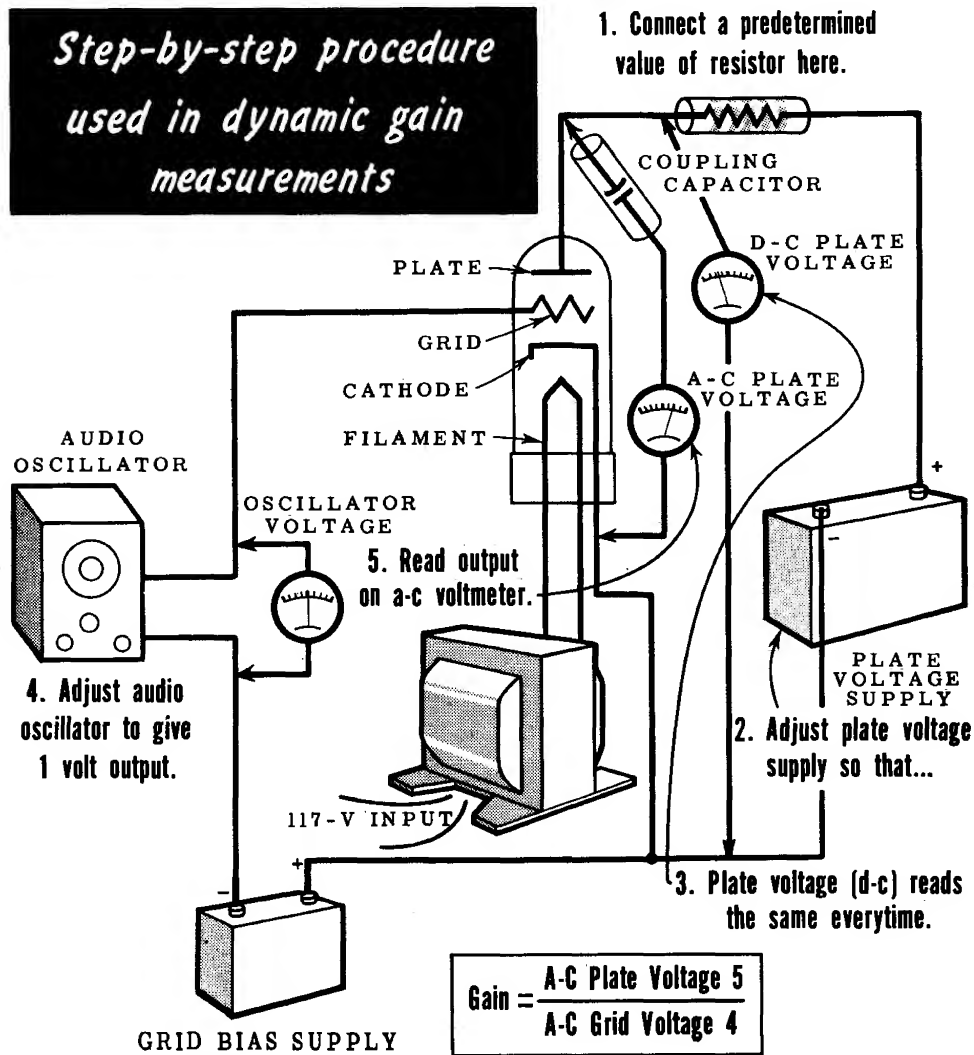 Step-by-step procedure
used in dynamic gain
measurements
1. Connect a predetermined
value of resistor here.
COUPLING
CAPACITOR
D-C PLATE
VOLTAGE
PLATE
GRID
CATHODE
A-C PLATE
VOLTAGE
FILAMENT
AUDIO
OSCILLATOR
OSCILLATOR
VOLTAGE
+
-
5. Read output
on a-c voltmeter.
4. Adjust audio
oscillator to give
1 volt output.
PLATE
VOLTAGE
SUPPLY
2. Adjust plate voltage
supply so that...
117-V INPUT
- +
3. Plate voltage (d-c) reads
the same everytime.
GRID BIAS SUPPLY
Gain = A-C Plate Voltage 5
A-C Grid Voltage 4